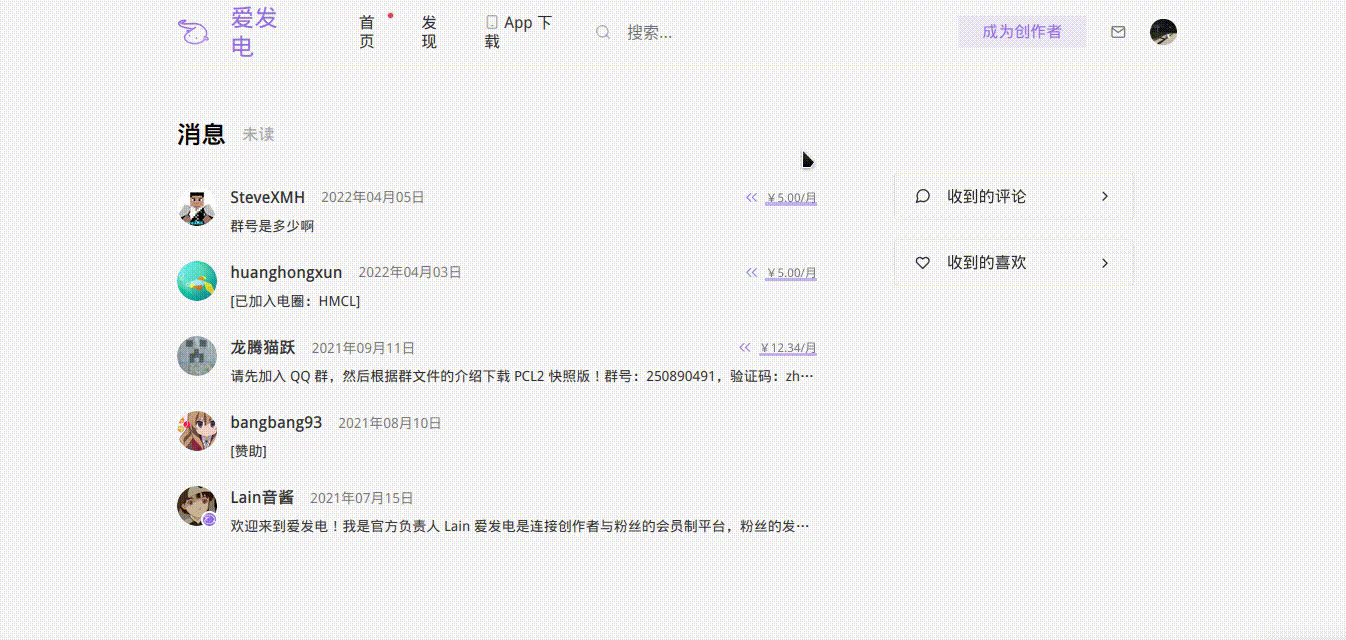 爱发
电
首
页
发
现
App 下
载
搜索...
成为创作者
消息 未读
SteveXMH 2022年04月05日 ￥5.00/月
群号是多少啊
huanghongxun 2022年04月03日 ￥5.00/月
[已加入电圈：HMCL]
龙腾猫跃 2021年09月11日 ￥12.34/月
请先加入 QQ 群，然后根据群文件的介绍下载 PCL2 快照版！群号：250890491，验证码：zh…
bangbang93 2021年08月10日
[赞助]
Lain音酱 2021年07月15日
欢迎来到爱发电！我是官方负责人 Lain 爱发电是连接创作者与粉丝的会员制平台，粉丝的发…
收到的评论
收到的喜欢